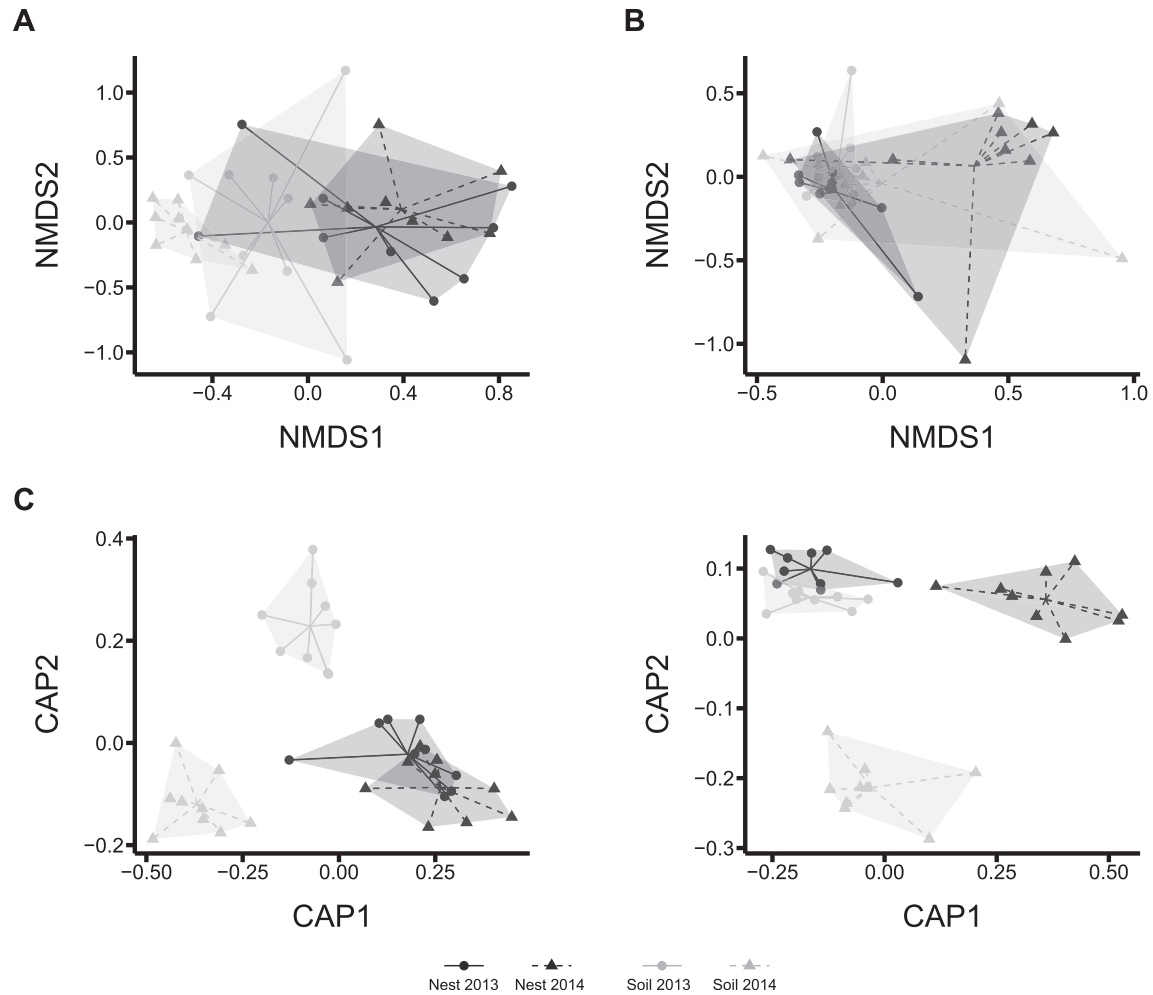 A
B
1.0
0.5
0.0
−0.5
−1.0
NMDS2
−0.4 0.0 0.4 0.8
NMDS1
0.5
0.0
−0.5
−1.0
NMDS2
−0.5 0.0 0.5 1.0
NMDS1
C
0.4
0.2
0.0
−0.2
CAP2
−0.50 −0.25 0.00 0.25
CAP1
0.1
0.0
−0.1
−0.2
−0.3
CAP2
−0.25 0.00 0.25 0.50
CAP1
Nest 2013 Nest 2014 Soil 2013 Soil 2014